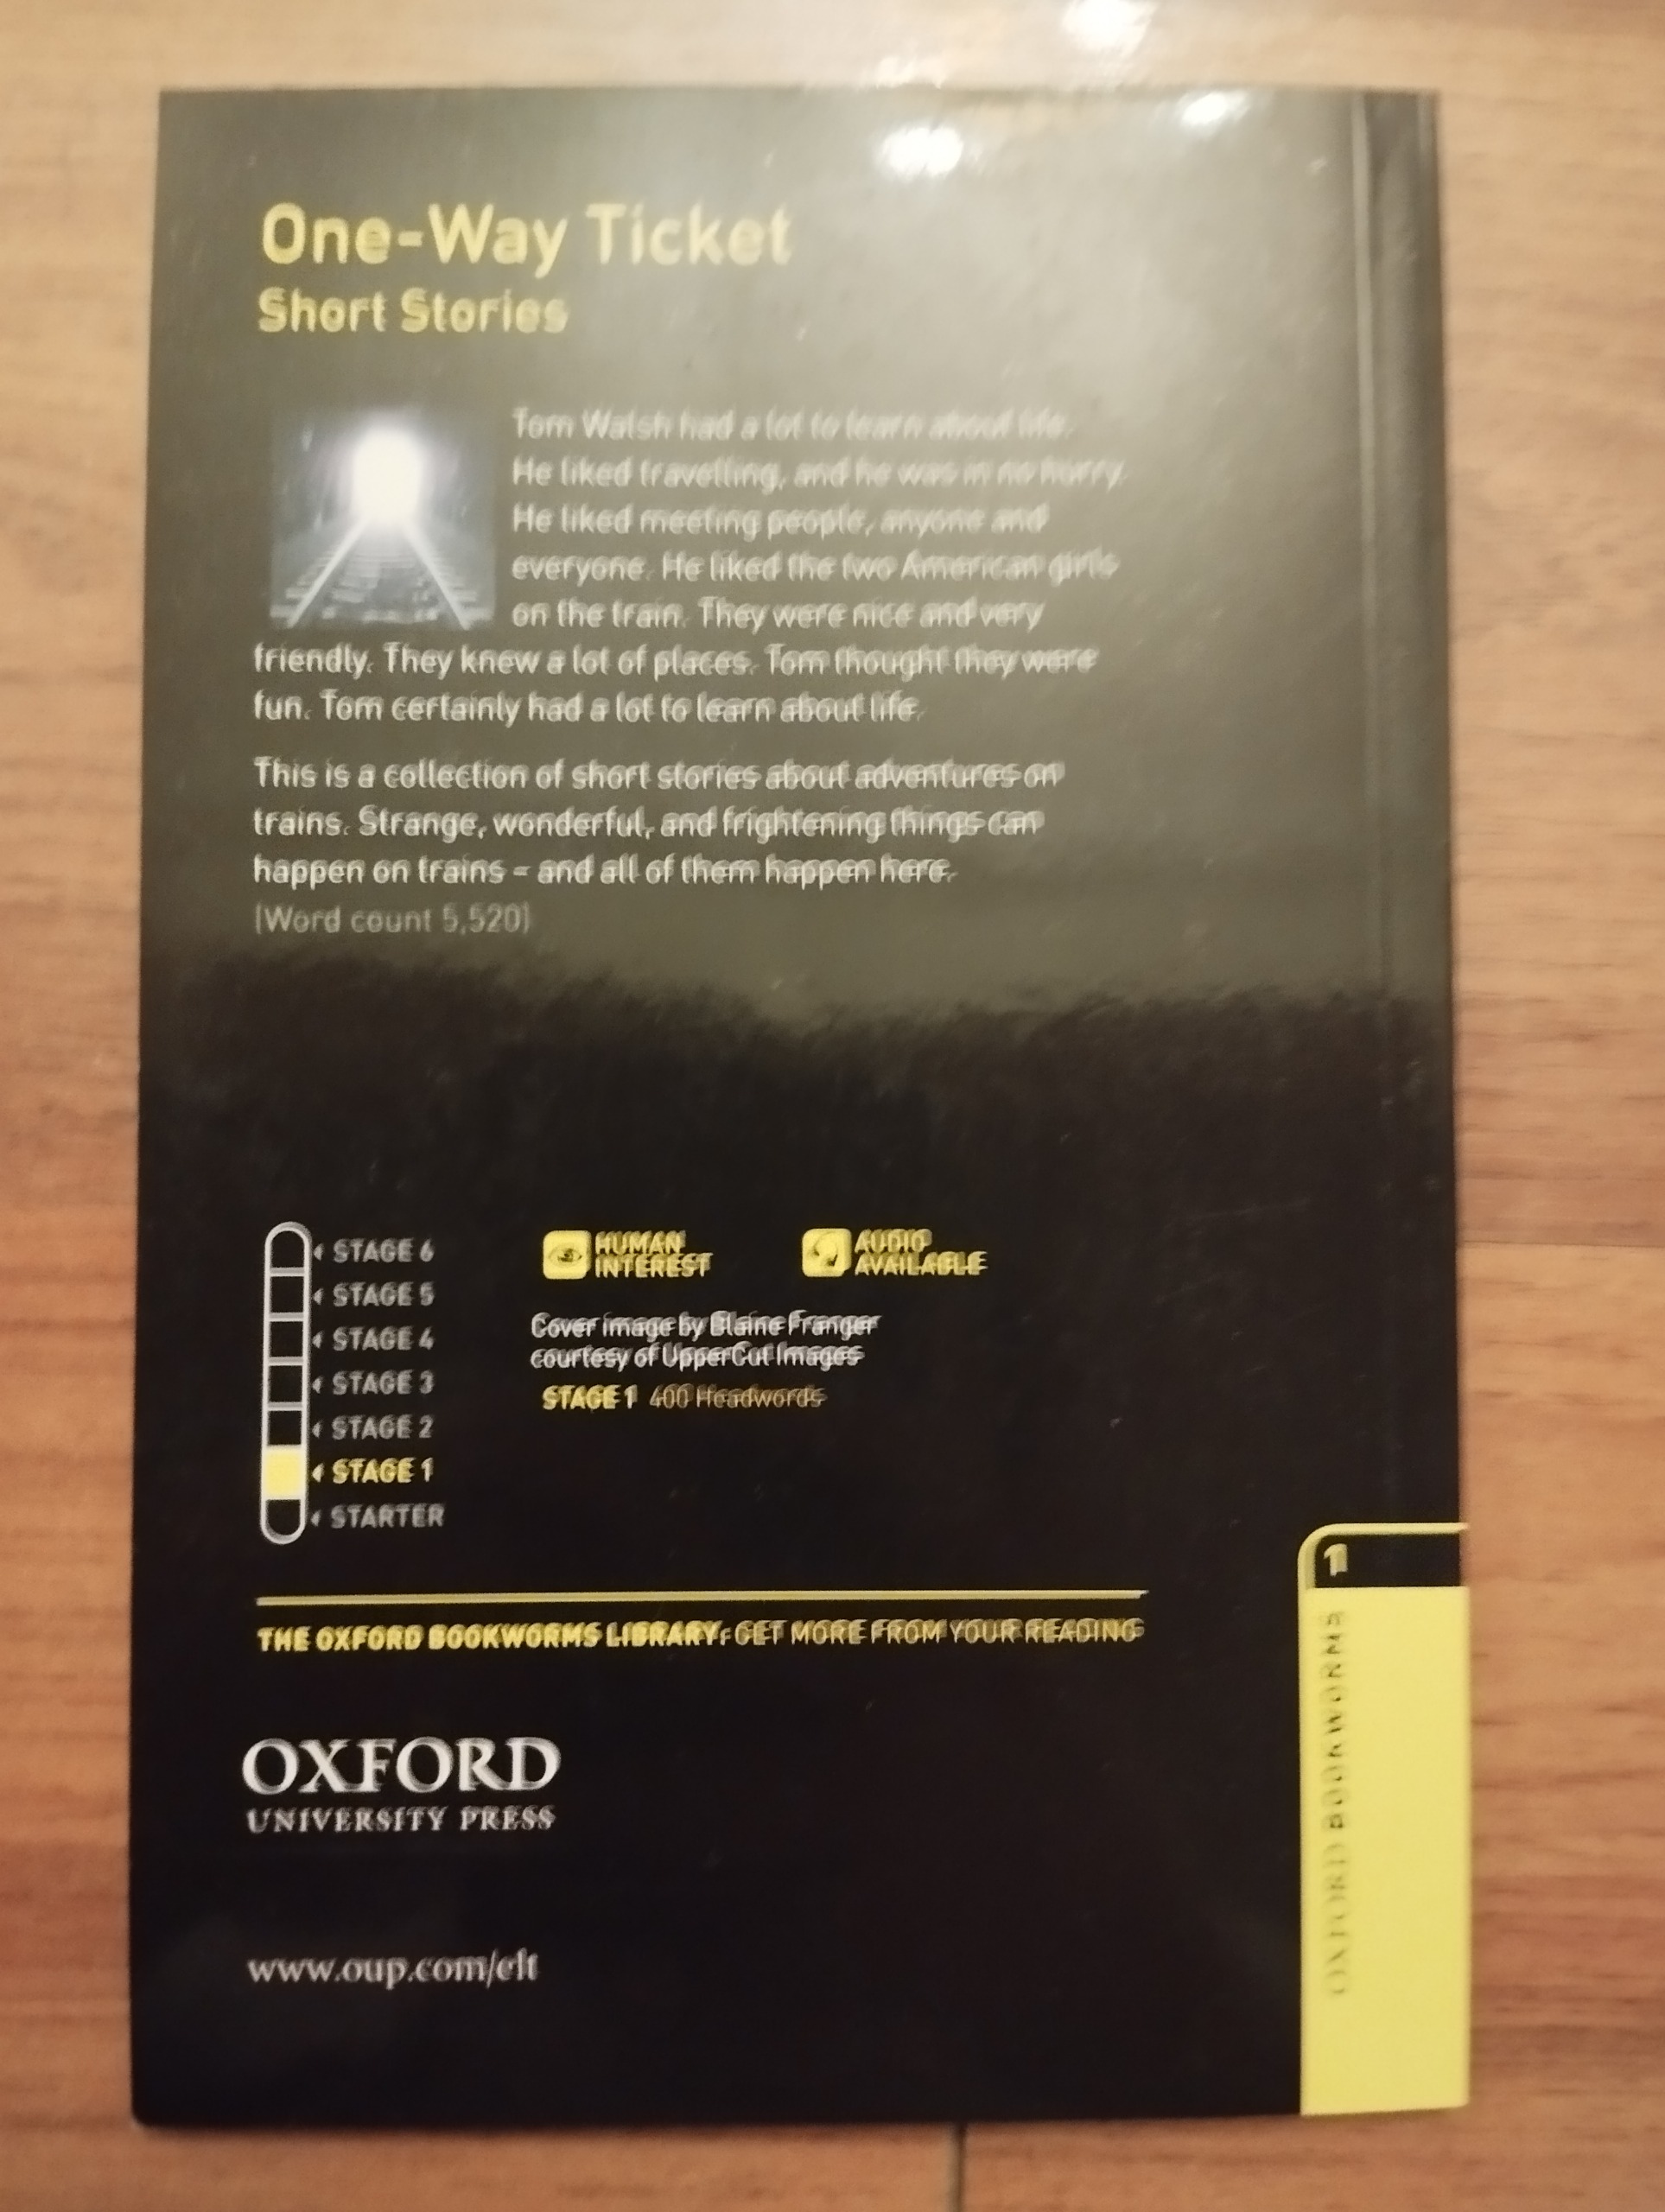 One-Way Ticket
Short Stories
Tom Walsh had a lot to learn about life.
He liked travelling, and he was in no hurry.
He liked meeting people, anyone and
everyone. He liked the two American girls
on the train. They were nice and very
friendly. They knew a lot of places. Tom thought they were
fun. Tom certainly had a lot to learn about life.
This is a collection of short stories about adventures on
trains. Strange, wonderful, and frightening things can
happen on trains – and all of them happen here.
(Word count 5,520)
STAGE 6
STAGE 5
STAGE 4
STAGE 3
STAGE 2
STAGE 1
STARTER
HUMAN
INTEREST
AUDIO
AVAILABLE
Cover image by Blaine Franger
courtesy of UpperCut Images
STAGE 1 400 Headwords
THE OXFORD BOOKWORMS LIBRARY: GET MORE FROM YOUR READING
OXFORD
UNIVERSITY PRESS
www.oup.com/elt
1
OXFORD BOOKWORMS